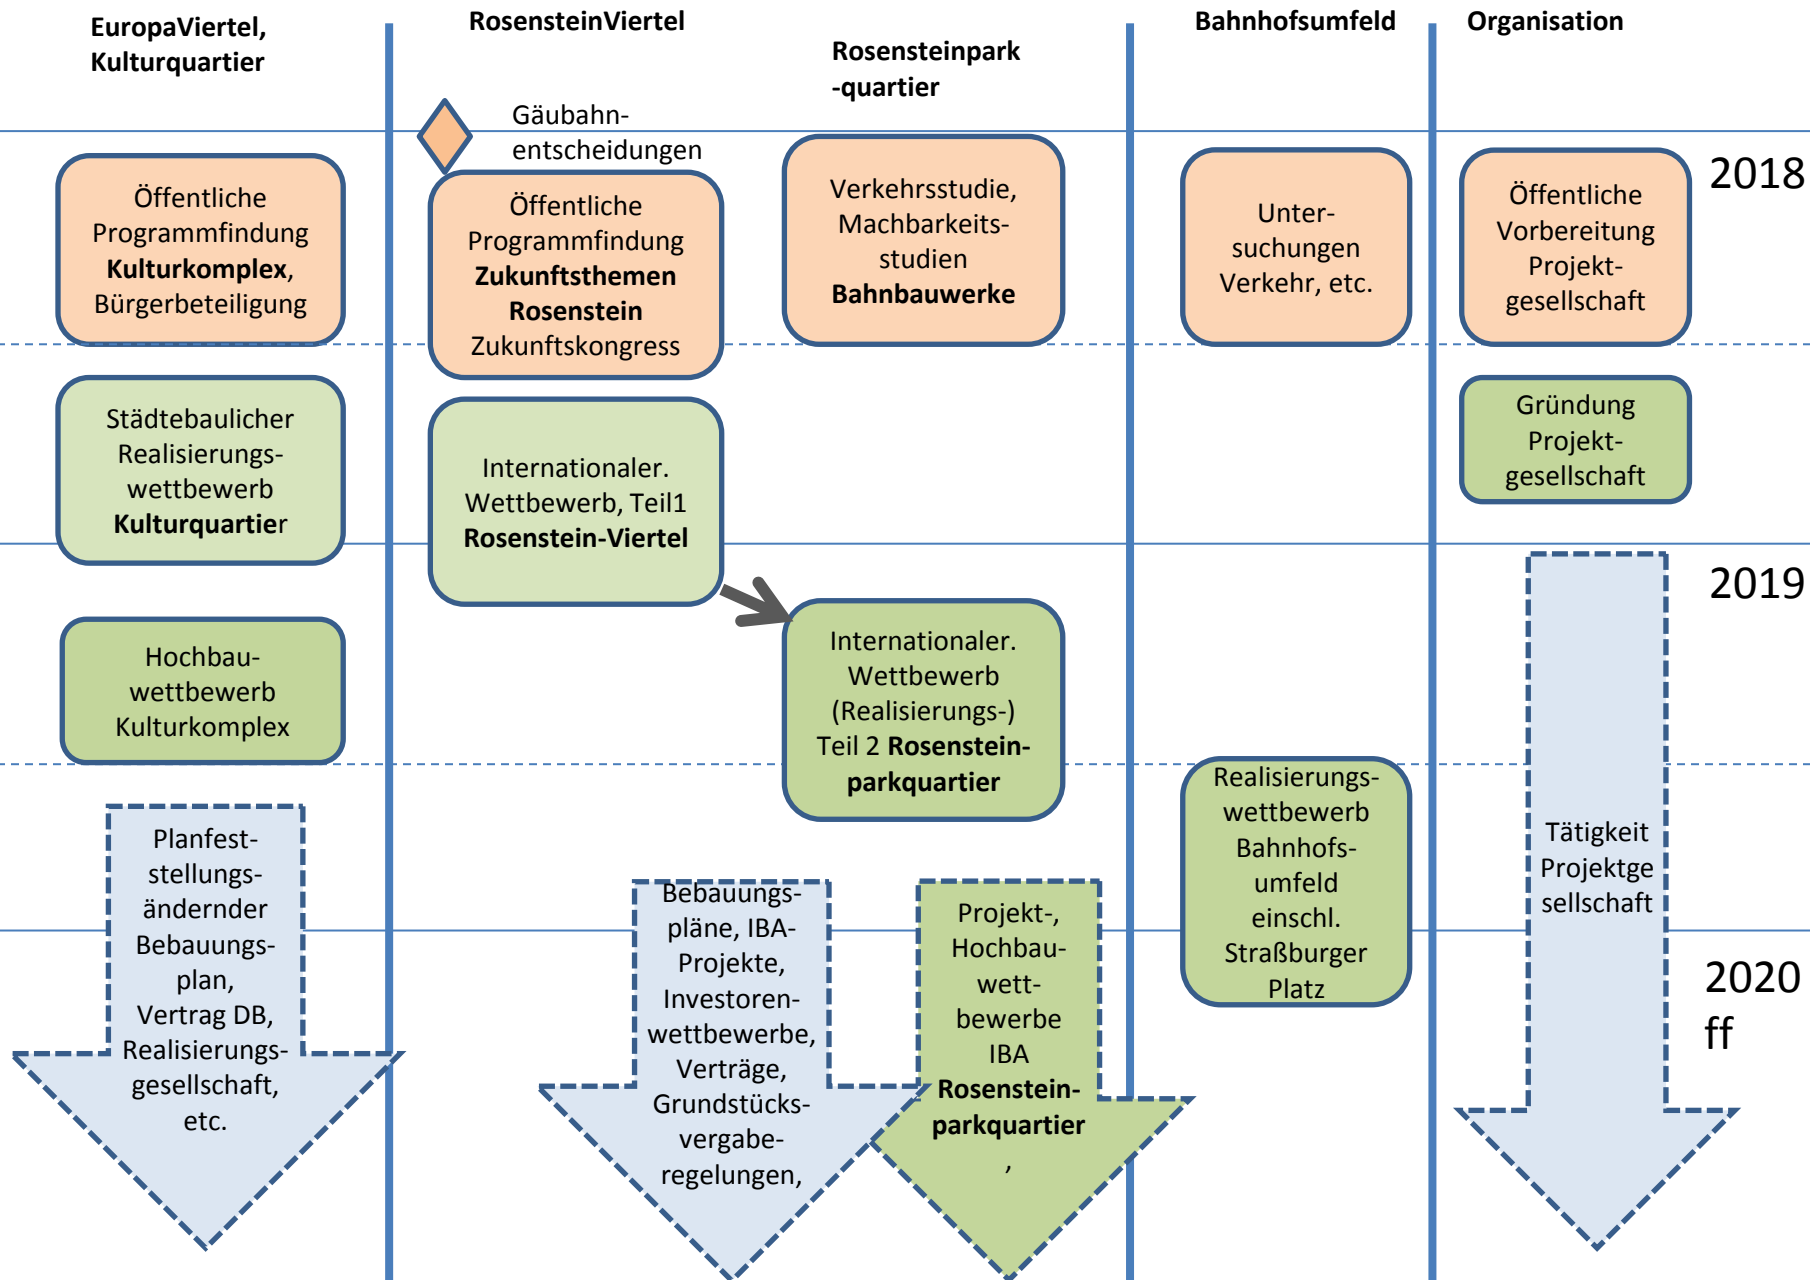 EuropaViertel,
Kulturquartier
RosensteinViertel
Rosensteinpark
-quartier
Bahnhofsumfeld
Organisation
Gäubahn-
entscheidungen
2018
Öffentliche
Programmfindung
Kulturkomplex,
Bürgerbeteiligung
Öffentliche
Programmfindung
Zukunftsthemen
Rosenstein
Zukunftskongress
Verkehrsstudie,
Machbarkeits-
studien
Bahnbauwerke
Unter-
suchungen
Verkehr, etc.
Öffentliche
Vorbereitung
Projekt-
gesellschaft
Städtebaulicher
Realisierungs-
wettbewerb
Kulturquartier
Internationaler.
Wettbewerb, Teil1
Rosenstein-Viertel
Gründung
Projekt-
gesellschaft
2019
Hochbau-
wettbewerb
Kulturkomplex
Internationaler.
Wettbewerb
(Realisierungs-)
Teil 2 Rosenstein-
parkquartier
Realisierungs-
wettbewerb
Bahnhofs-
umfeld
einschl.
Straßburger
Platz
Planfest-
stellungs-
ändernder
Bebauungs-
plan,
Vertrag DB,
Realisierungs-
gesellschaft,
etc.
Bebauungs-
pläne, IBA-
Projekte,
Investoren-
wettbewerbe,
Verträge,
Grundstücks-
vergabe-
regelungen,
Projekt-,
Hochbau-
wett-
bewerbe
IBA
Rosenstein-
parkquartier
,
Tätigkeit
Projektge
sellschaft
2020
ff